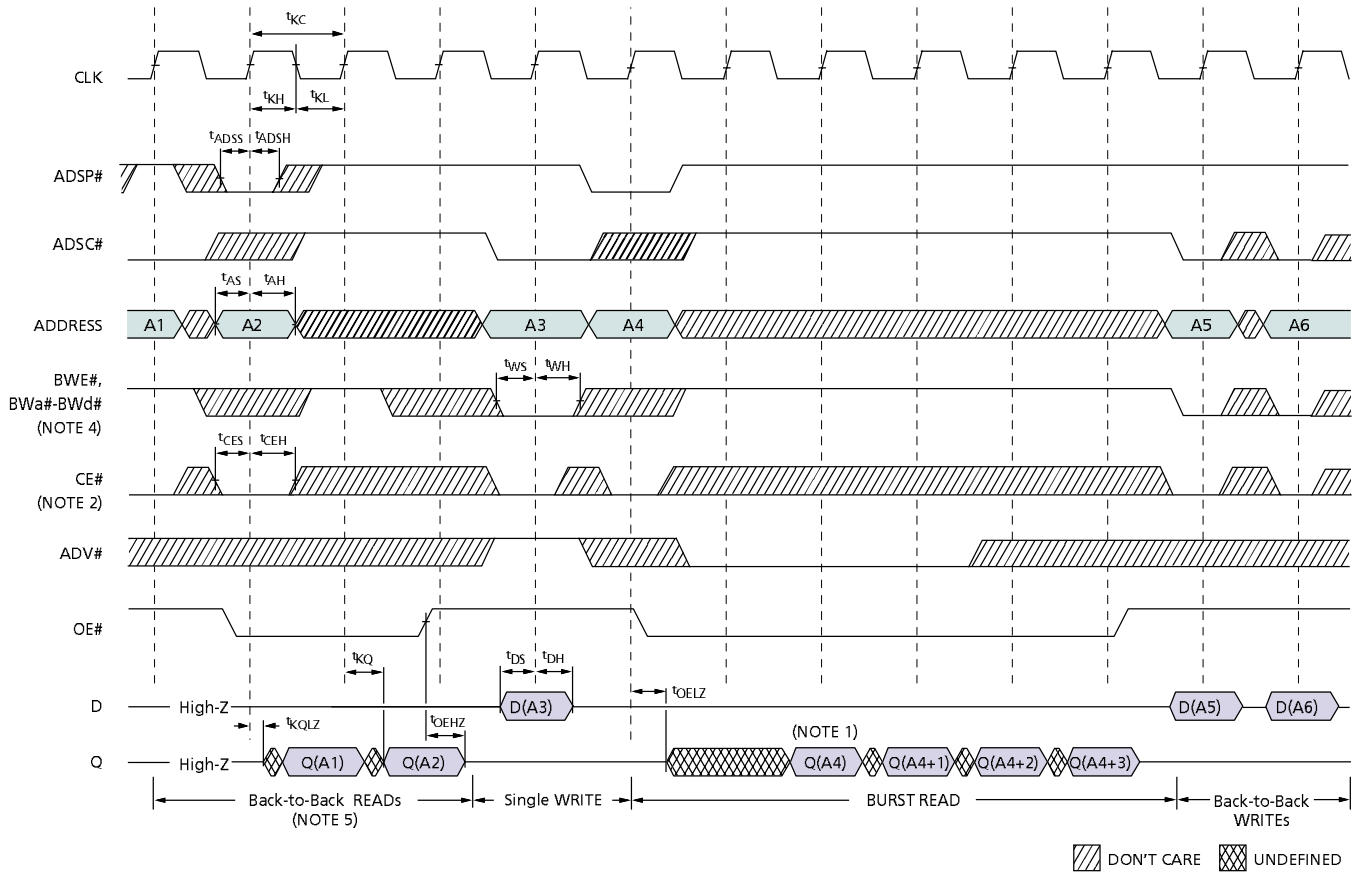 tKC
CLK
tKH tKL
tADSS tADSH
ADSP#
ADSC#
tAS tAH
ADDRESS A1 A2 A3 A4 A5 A6
BWE#,
BWa#-BWd#
(NOTE 4)
tWS tWH
tCES tCEH
CE#
(NOTE 2)
ADV#
OE#
tKQ tDS tDH
tOELZ
D High-Z D(A3) D(A5) D(A6)
tKQLZ tOEHZ (NOTE 1)
Q High-Z Q(A1) Q(A2) Q(A4) Q(A4+1) Q(A4+2) Q(A4+3)
Back-to-Back READs Single WRITE BURST READ Back-to-Back
(NOTE 5) WRITEs
DON'T CARE UNDEFINED